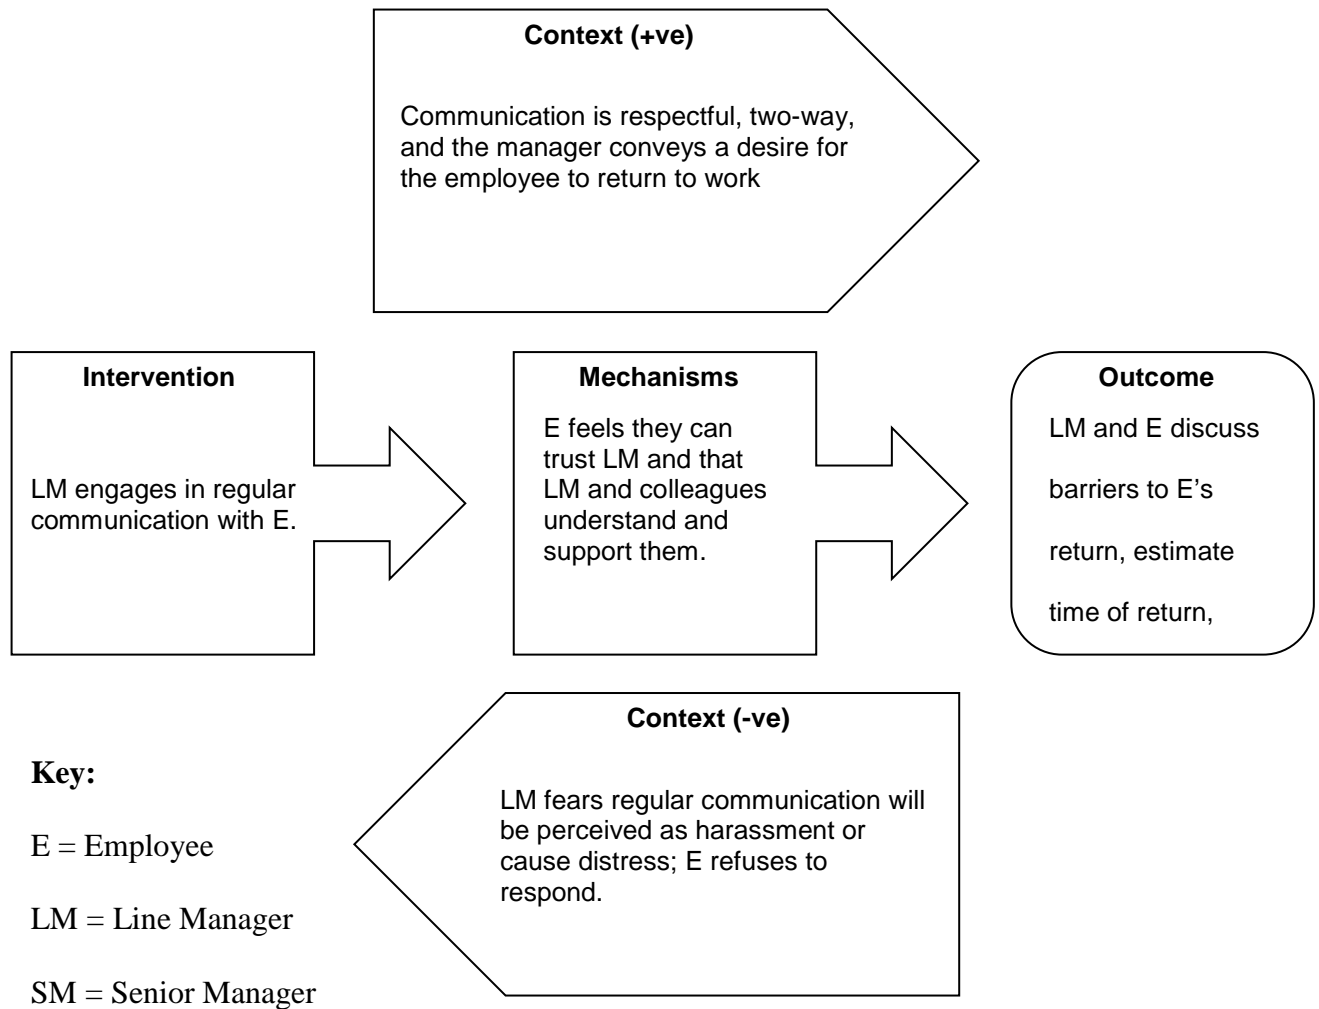 Context (+ve)
Communication is respectful, two-way,
and the manager conveys a desire for
the employee to return to work
Intervention
LM engages in regular
communication with E.
Mechanisms
E feels they can
trust LM and that
LM and colleagues
understand and
support them.
Outcome
LM and E discuss
barriers to E’s
return, estimate
time of return,
Context (-ve)
LM fears regular communication will
be perceived as harassment or
cause distress; E refuses to
respond.
Key:
E = Employee
LM = Line Manager
SM = Senior Manager